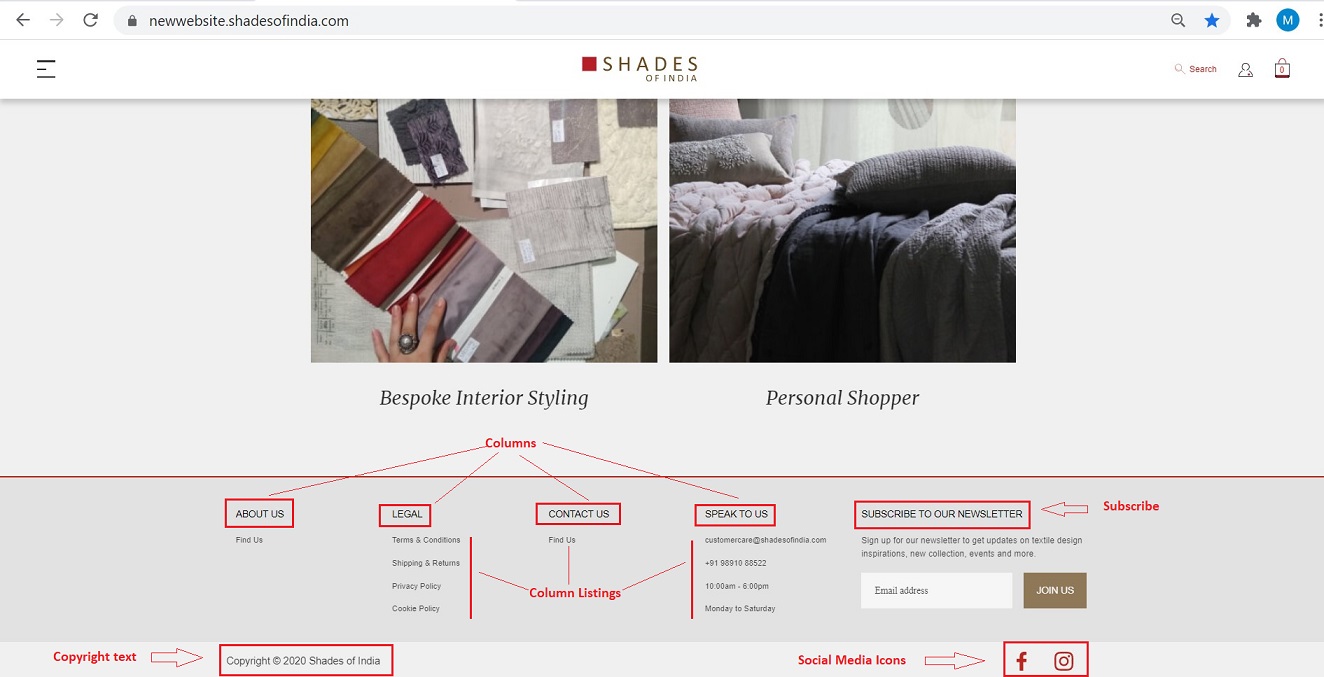 newwebsite.shadesofindia.com
M
SHADES
OF INDIA
Search
0
Bespoke Interior Styling
Personal Shopper
Columns
ABOUT US
LEGAL
CONTACT US
SPEAK TO US
SUBSCRIBE TO OUR NEWSLETTER
Subscribe
Find Us
Terms & Conditions
Shipping & Returns
Privacy Policy
Cookie Policy
Find Us
Column Listings
customercare@shadesofindia.com
+91 98910 88522
10:00am - 6:00pm
Monday to Saturday
Sign up for our newsletter to get updates on textile design
inspirations, new collection, events and more.
Email address
JOIN US
Copyright text
Copyright © 2020 Shades of India
Social Media Icons